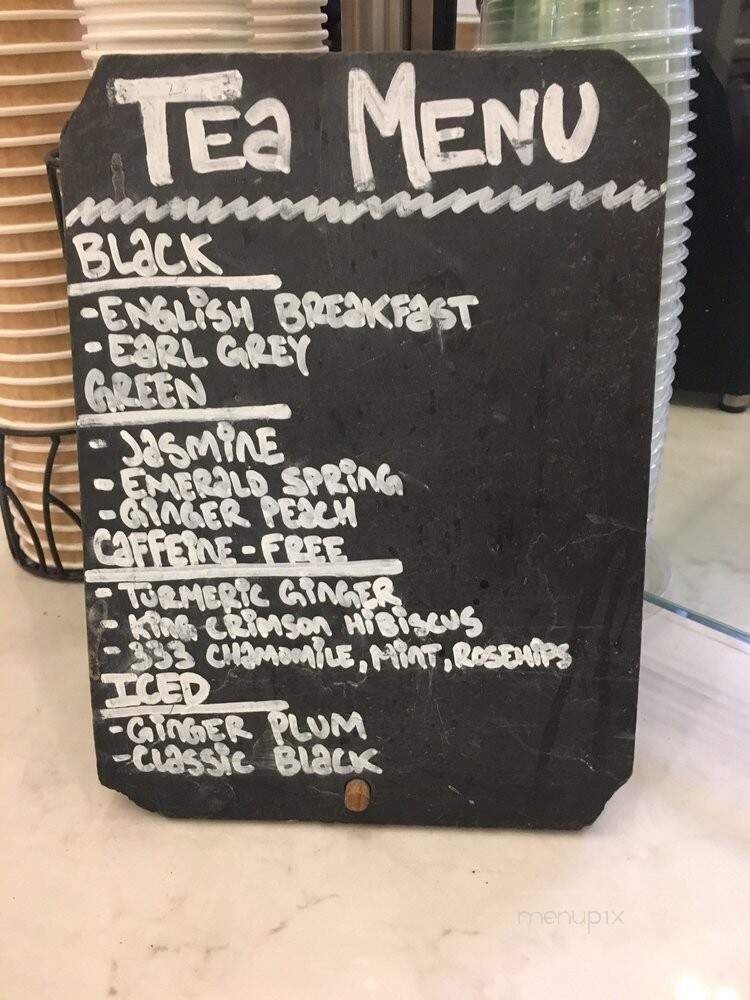 Tea MENU
BLaCK
-ENGLiSH BREaKFaST
-EaRL GREY
GREEN
- JaSMiNE
- EMERaLD SPRiNG
-GiNGER PEaCH
CaFFEiNE-FREE
- TURMERiC GiNGER
- KiNG CRiMSON HiBiSCUS
- 333 CHaMOMiLE, MiNT, ROSEHiPS
ICED
-GiNGER PLUM
-CLaSSiC BLaCK
menupix